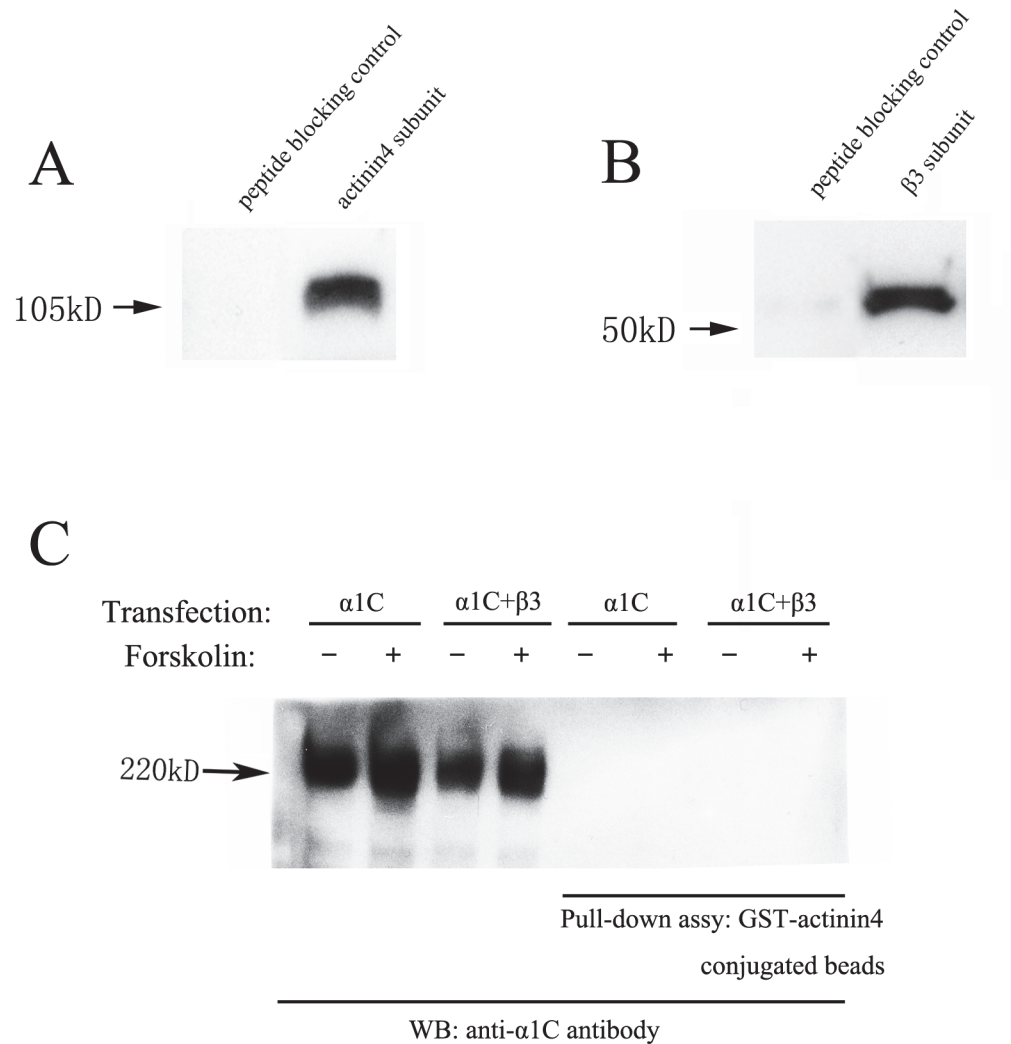 A
peptide blocking control
actinin4 subunit
105kD
B
peptide blocking control
β3 subunit
50kD
C
Transfection: α1C α1C+β3 α1C α1C+β3
Forskolin: − + − + − + − +
220kD
Pull-down assy: GST-actinin4
conjugated beads
WB: anti-α1C antibody